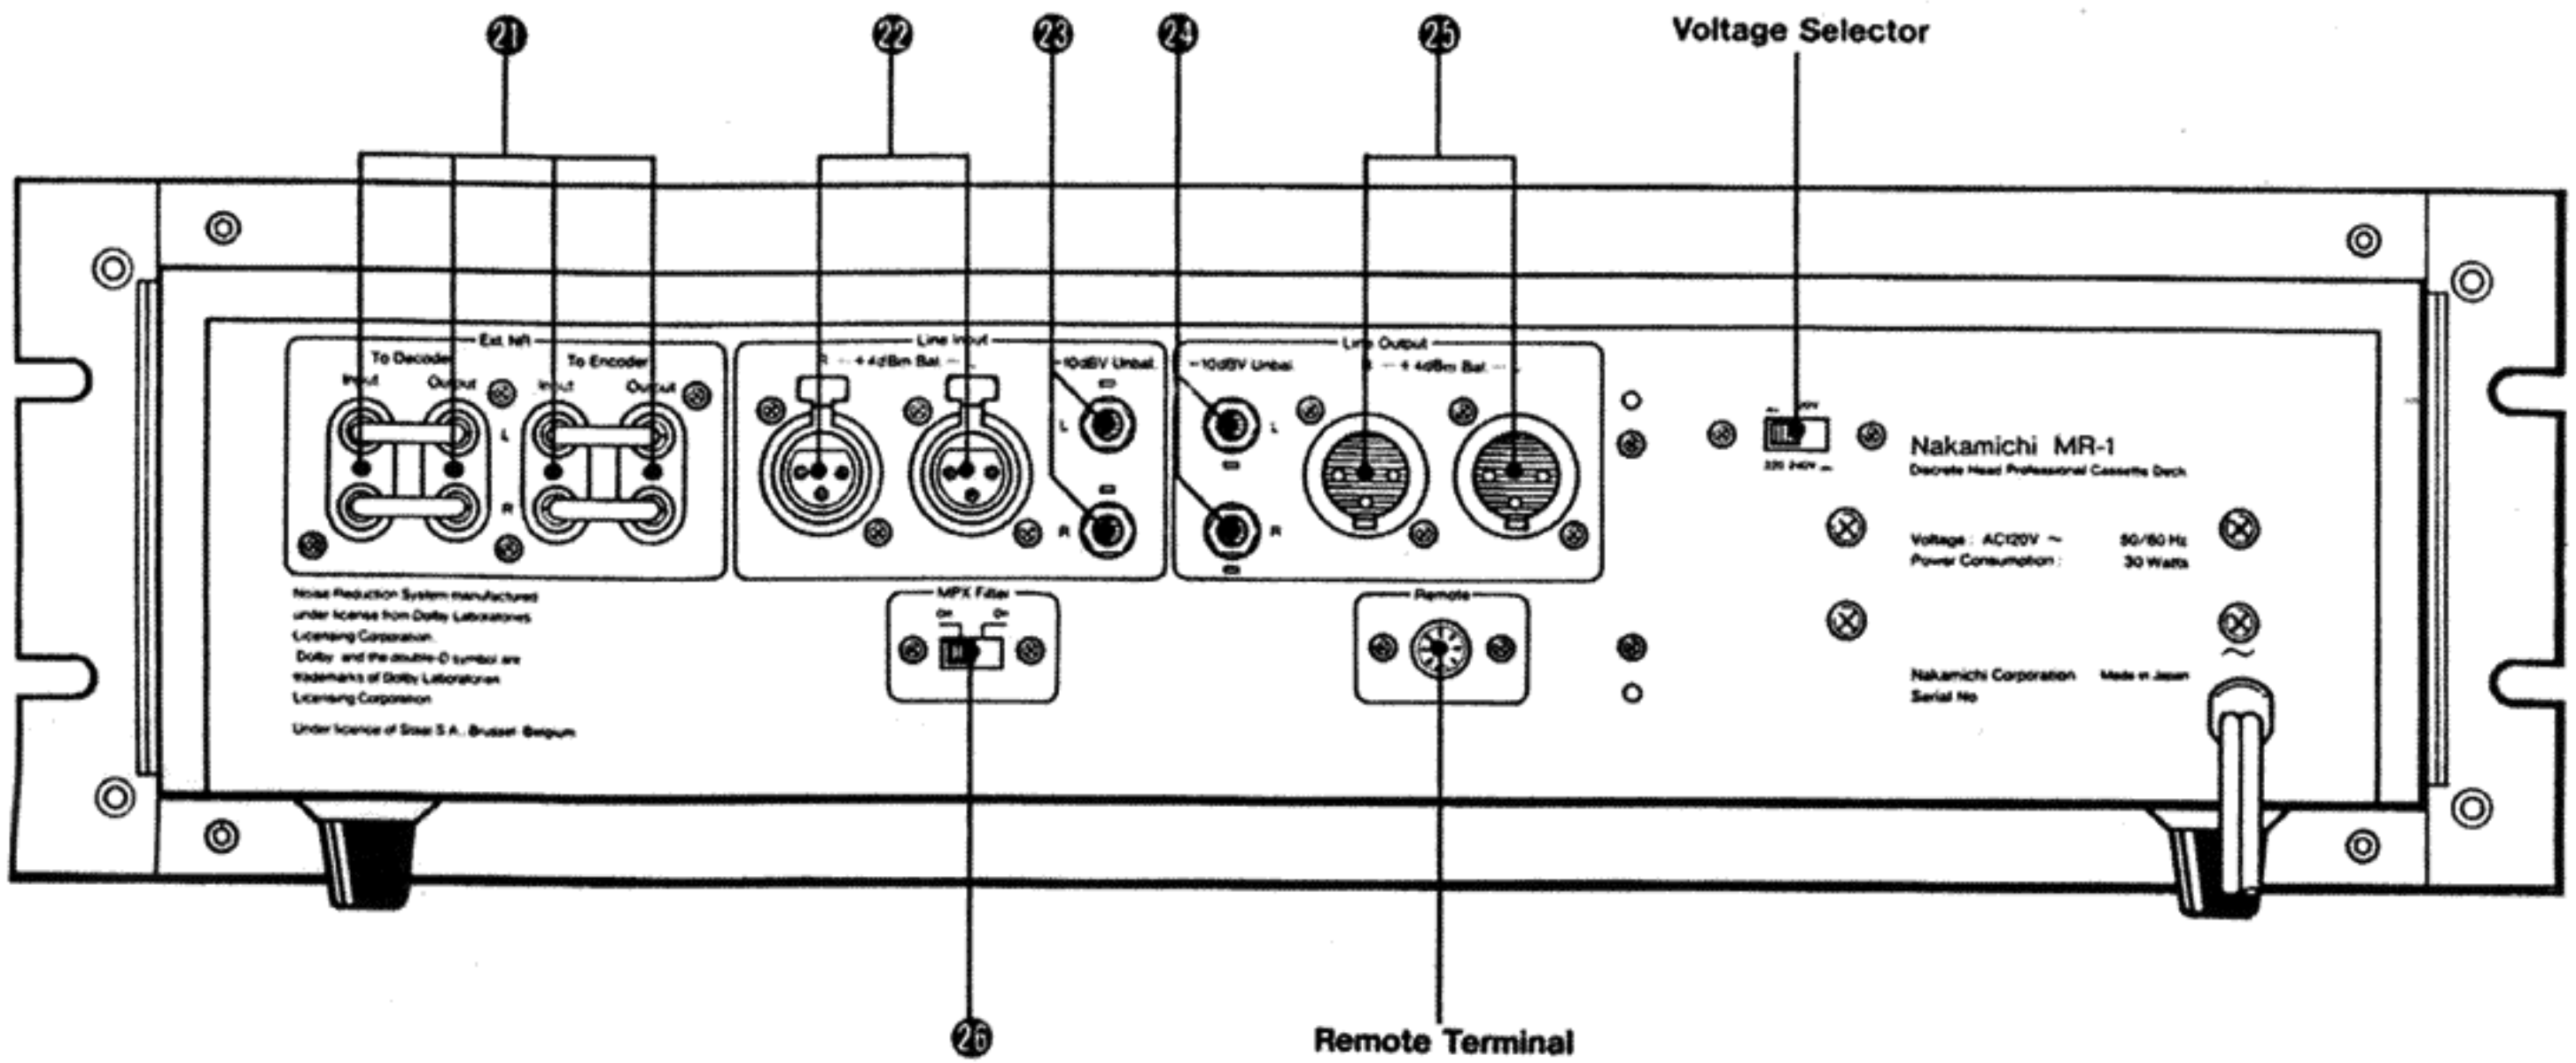 21
22
23
24
25
Voltage Selector
Ext. NR
To Decoder
To Encoder
Input
Output
Input
Output
L
R
Line Input
R +4dBm Bal.
-10dBV Unbal.
L
R
Line Output
-10dBV Unbal.
+4dBm Bal.
L
R
220-240V
Nakamichi MR-1
Discrete Head Professional Cassette Deck
Voltage : AC120V ~ 50/60 Hz
Power Consumption : 30 Watts
Noise Reduction System manufactured
under license from Dolby Laboratories
Licensing Corporation.
Dolby and the double-D symbol are
trademarks of Dolby Laboratories
Licensing Corporation
Under licence of Staar S.A., Brussel-Belgium
MPX Filter
Remote
~
Nakamichi Corporation Made in Japan
Serial No
26
Remote Terminal